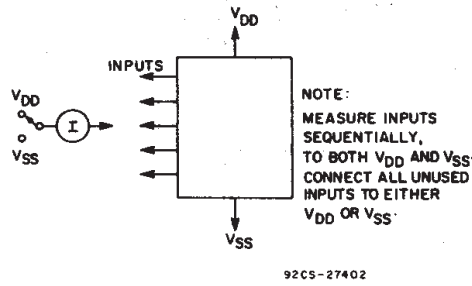 VDD
INPUTS
VDD
I
VSS
NOTE:
MEASURE INPUTS
SEQUENTIALLY,
TO BOTH VDD AND VSS.
CONNECT ALL UNUSED
INPUTS TO EITHER
VDD OR VSS.
VSS
92CS-27402